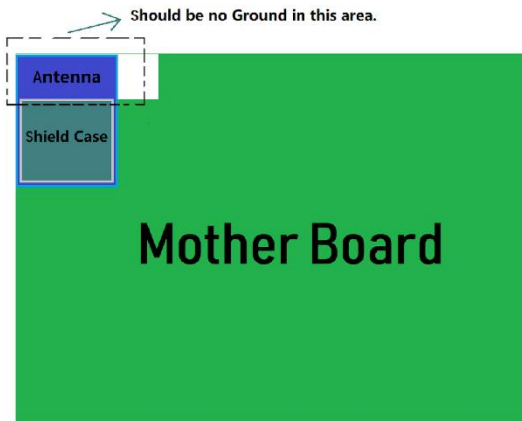 Should be no Ground in this area.
Antenna
Shield Case
Mother Board